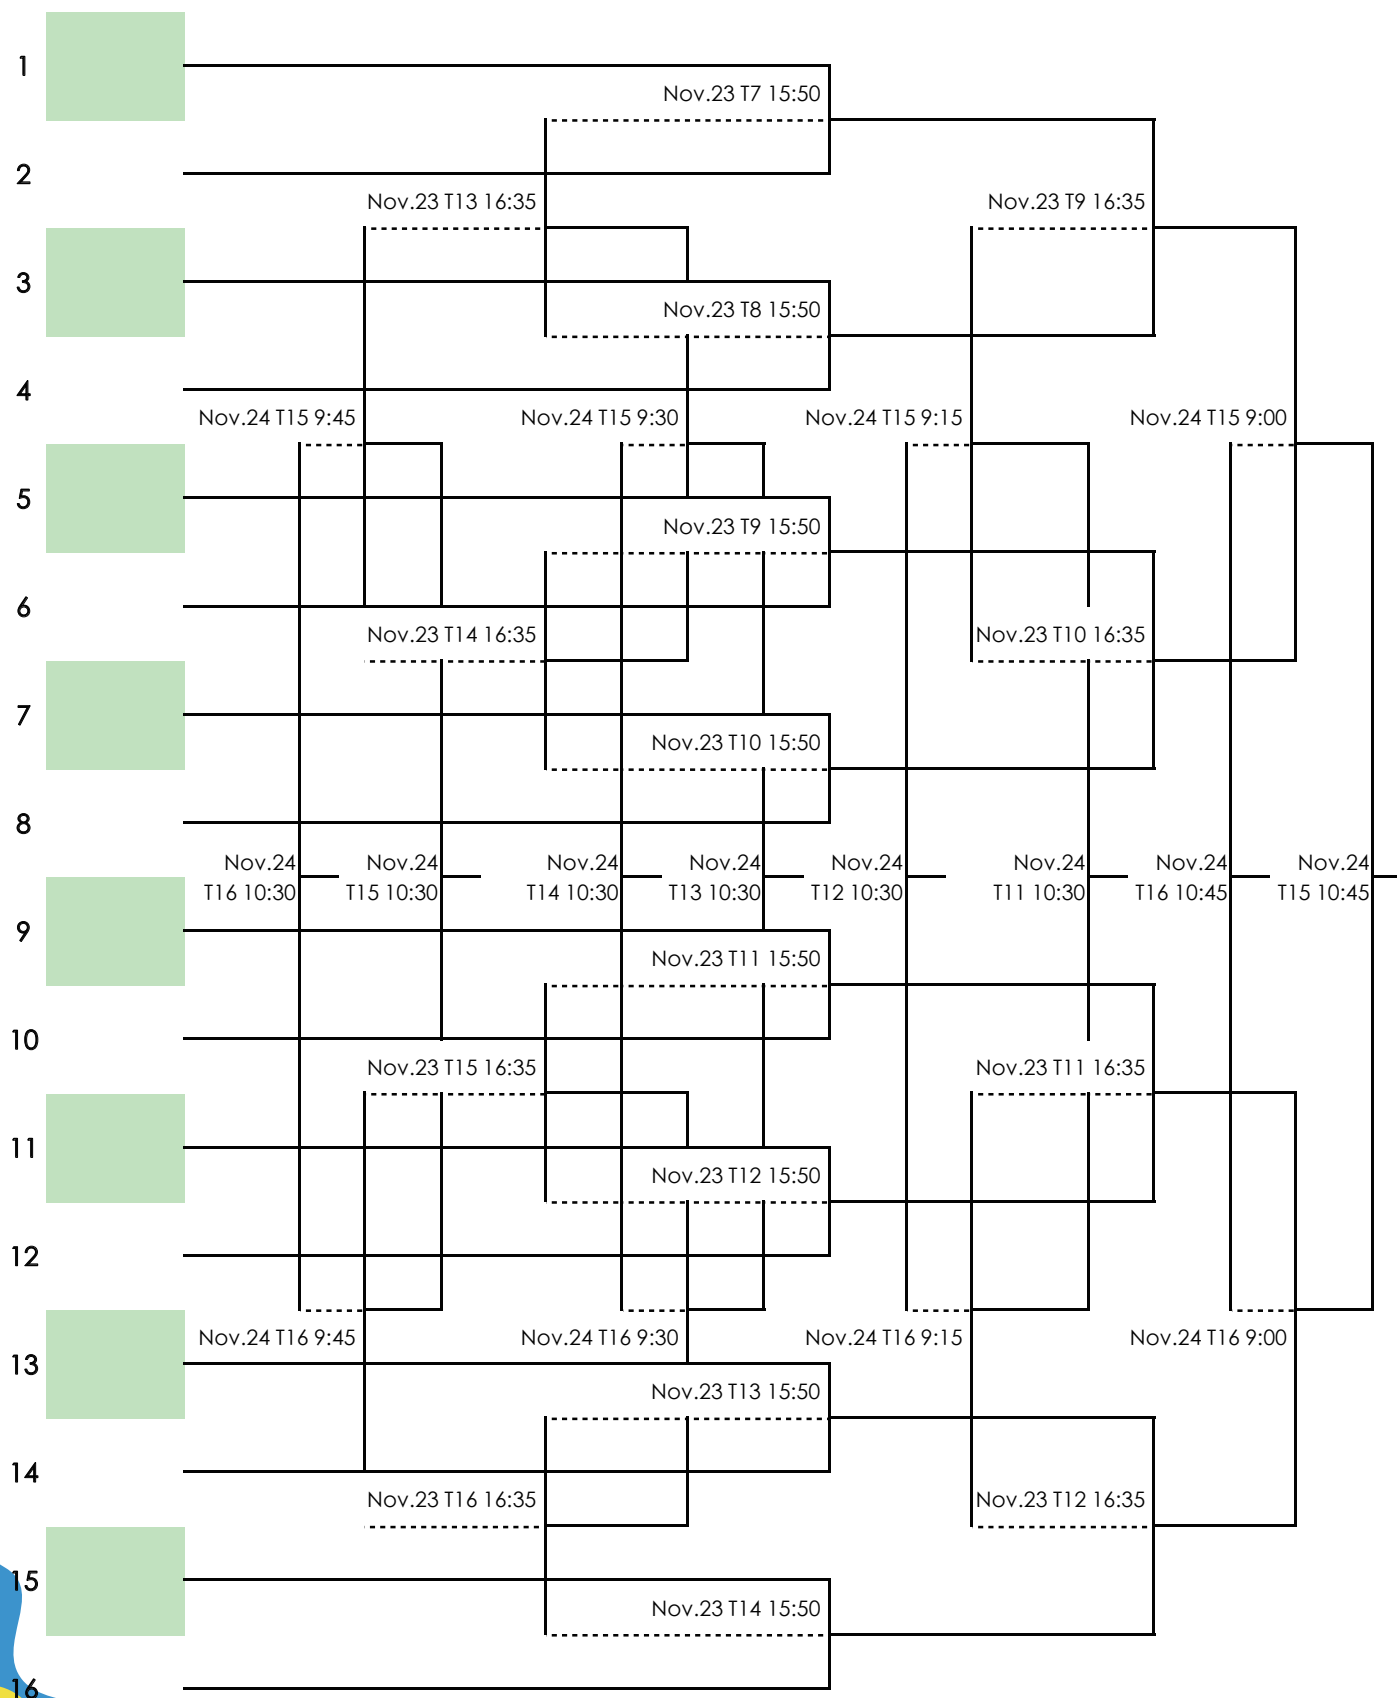 1
Nov.23 T7 15:50
2
Nov.23 T13 16:35
Nov.23 T9 16:35
3
Nov.23 T8 15:50
4
Nov.24 T15 9:45
Nov.24 T15 9:30
Nov.24 T15 9:15
Nov.24 T15 9:00
5
Nov.23 T9 15:50
6
Nov.23 T14 16:35
Nov.23 T10 16:35
7
Nov.23 T10 15:50
8
Nov.24
T16 10:30
Nov.24
T15 10:30
Nov.24
T14 10:30
Nov.24
T13 10:30
Nov.24
T12 10:30
Nov.24
T11 10:30
Nov.24
T16 10:45
Nov.24
T15 10:45
9
Nov.23 T11 15:50
10
Nov.23 T15 16:35
Nov.23 T11 16:35
11
Nov.23 T12 15:50
12
Nov.24 T16 9:45
Nov.24 T16 9:30
Nov.24 T16 9:15
Nov.24 T16 9:00
13
Nov.23 T13 15:50
14
Nov.23 T16 16:35
Nov.23 T12 16:35
15
Nov.23 T14 15:50
16